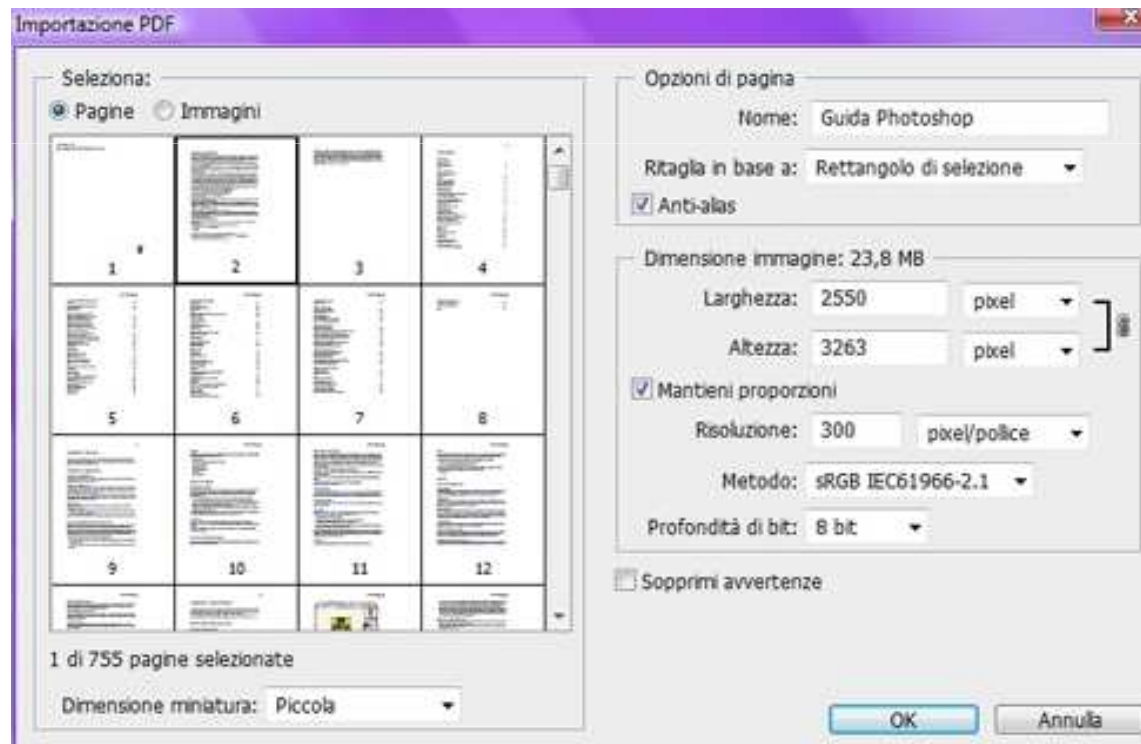 Importazione PDF
Seleziona:
Pagine Immagini
1 2 3 4
5 6 7 8
9 10 11 12
1 di 755 pagine selezionate
Dimensione miniatura: Piccola
Opzioni di pagina
Nome: Guida Photoshop
Ritaglia in base a: Rettangolo di selezione
Anti-alias
Dimensione immagine: 23,8 MB
Larghezza: 2550 pixel
Altezza: 3263 pixel
Mantieni proporzioni
Risoluzione: 300 pixel/pollice
Metodo: sRGB IEC61966-2.1
Profondità di bit: 8 bit
Sopprimi avvertenze
OK Annulla